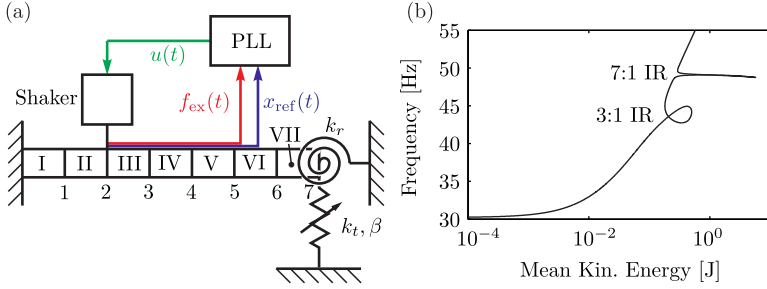 (a)
PLL
u(t)
Shaker
f_ex(t)
x_ref(t)
k_r
VII
I II III IV V VI
1 2 3 4 5 6 7
k_t, β
(b)
Frequency [Hz]
55
50
45
40
35
30
7:1 IR
3:1 IR
10^−4 10^−2 10^0
Mean Kin. Energy [J]